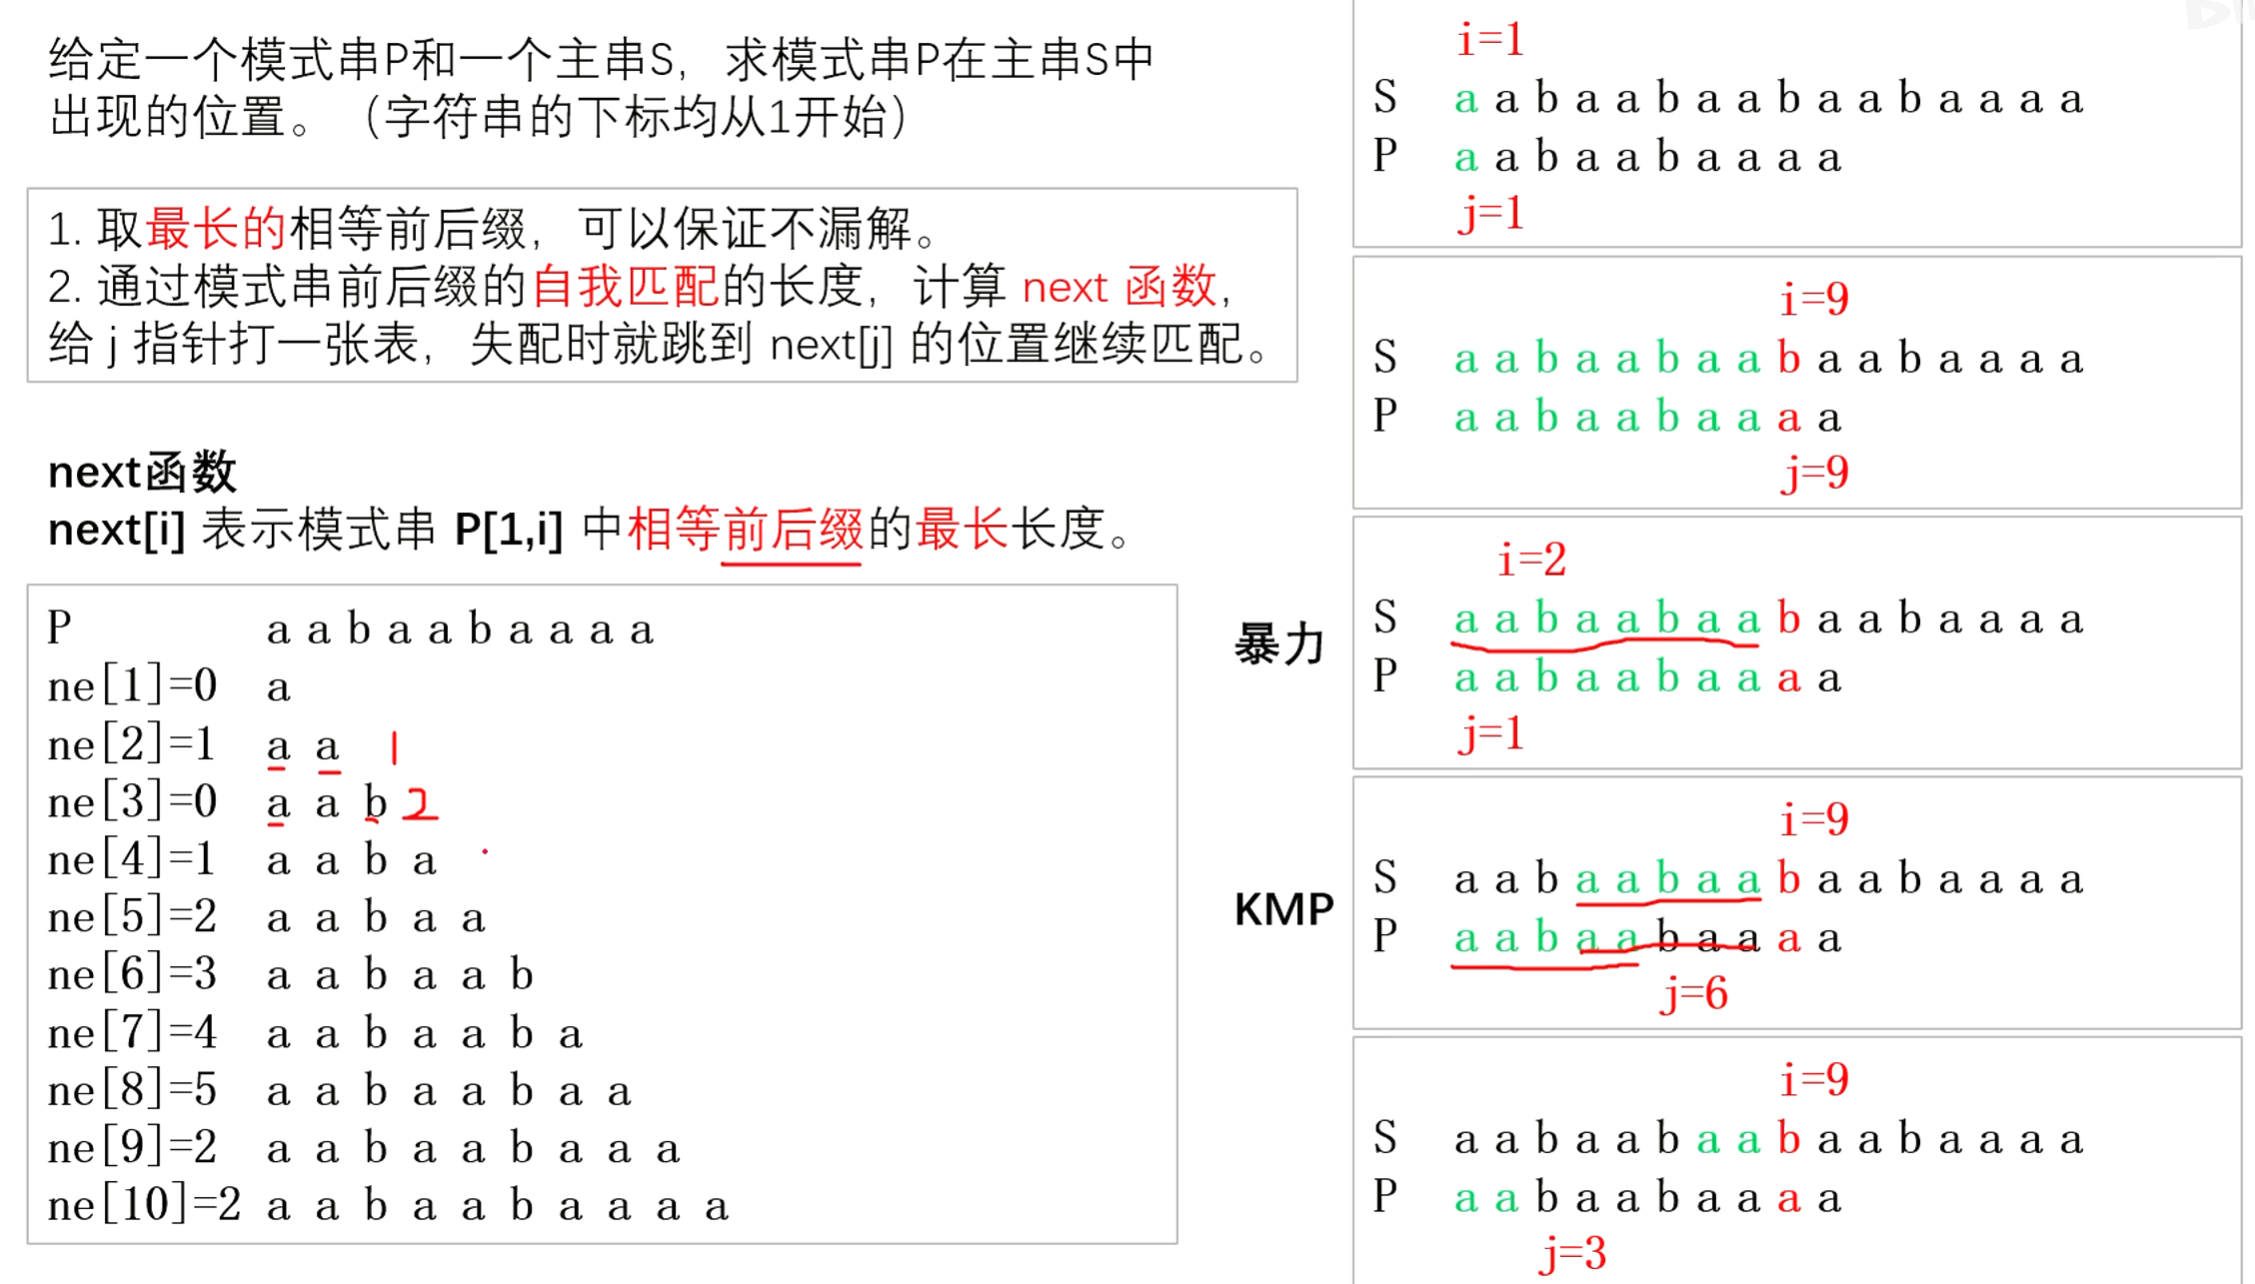 给定一个模式串P和一个主串S，求模式串P在主串S中
出现的位置。（字符串的下标均从1开始）
1. 取最长的相等前后缀，可以保证不漏解。
2. 通过模式串前后缀的自我匹配的长度，计算 next 函数，
给 j 指针打一张表，失配时就跳到 next[j] 的位置继续匹配。
next函数
next[i] 表示模式串 P[1,i] 中相等前后缀的最长长度。
P a a b a a b a a a a
ne[1]=0 a
ne[2]=1 a a 1
ne[3]=0 a a b 2
ne[4]=1 a a b a
ne[5]=2 a a b a a
ne[6]=3 a a b a a b
ne[7]=4 a a b a a b a
ne[8]=5 a a b a a b a a
ne[9]=2 a a b a a b a a a
ne[10]=2 a a b a a b a a a a
i=1
S a a b a a b a a b a a b a a a a
P a a b a a b a a a a
j=1
i=9
S a a b a a b a a b a a b a a a a
P a a b a a b a a a a
j=9
暴力
i=2
S a a b a a b a a b a a b a a a a
P a a b a a b a a a a
j=1
KMP
i=9
S a a b a a b a a b a a b a a a a
P a a b a a b a a a a
j=6
i=9
S a a b a a b a a b a a b a a a a
P a a b a a b a a a a
j=3